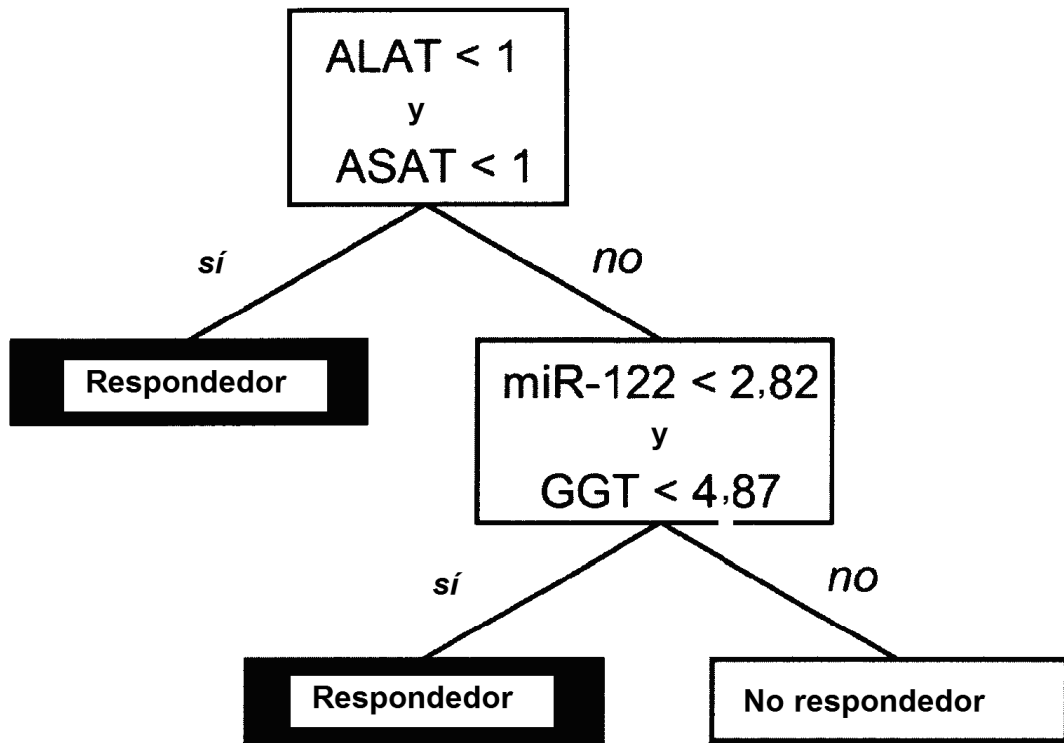 ALAT < 1
y
ASAT < 1
sí
no
Respondedor
miR-122 < 2,82
y
GGT < 4,87
sí
no
Respondedor
No respondedor